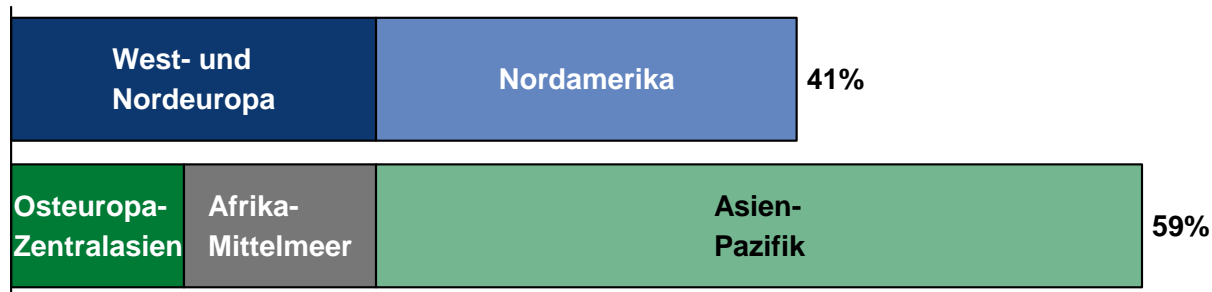 West- und
Nordeuropa
Nordamerika
41%
Osteuropa-
Zentralasien
Afrika-
Mittelmeer
Asien-
Pazifik
59%